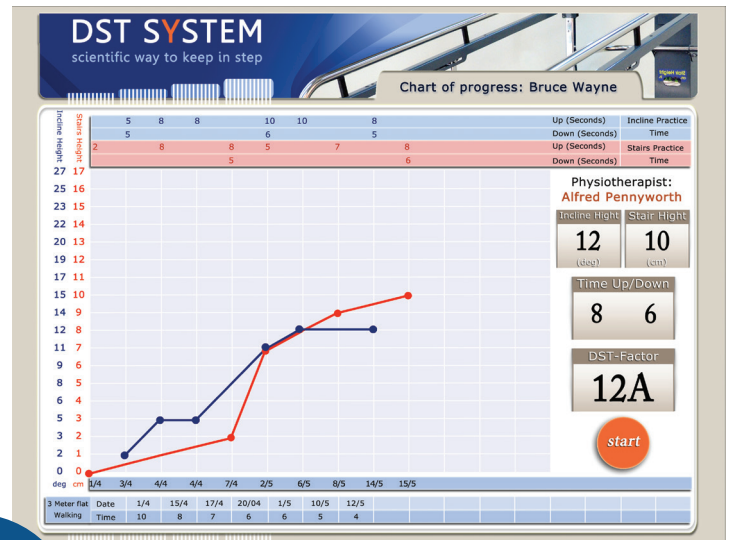 DST SYSTEM
scientific way to keep in step
Chart of progress: Bruce Wayne
Incline Height
Stairs Height
5 8 8 10 10 8 Up (Seconds) Incline Practice
5 6 5 Down (Seconds) Time
2 8 8 5 7 8 Up (Seconds) Stairs Practice
5 6 Down (Seconds) Time
27 17
25 16
23 15
22 14
20 13
19 12
17 11
15 10
14 9
12 8
11 7
9 6
8 5
6 4
5 3
3 2
2 1
0 0
deg cm 1/4 3/4 4/4 4/4 7/4 2/5 6/5 8/5 14/5 15/5
3 Meter flat Date 1/4 15/4 17/4 20/04 1/5 10/5 12/5
Walking Time 10 8 7 6 6 5 4
Physiotherapist:
Alfred Pennyworth
Incline Hight Stair Hight
12 10
(deg) (cm)
Time Up/Down
8 6
DST-Factor
12A
start